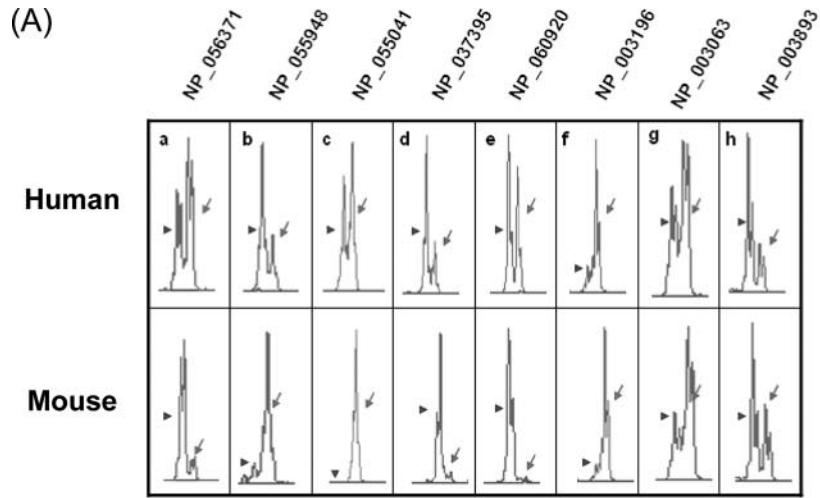 (A)
NP_056371
NP_055948
NP_055041
NP_037395
NP_060920
NP_003196
NP_003063
NP_003893
a b c d e f g h
Human
Mouse